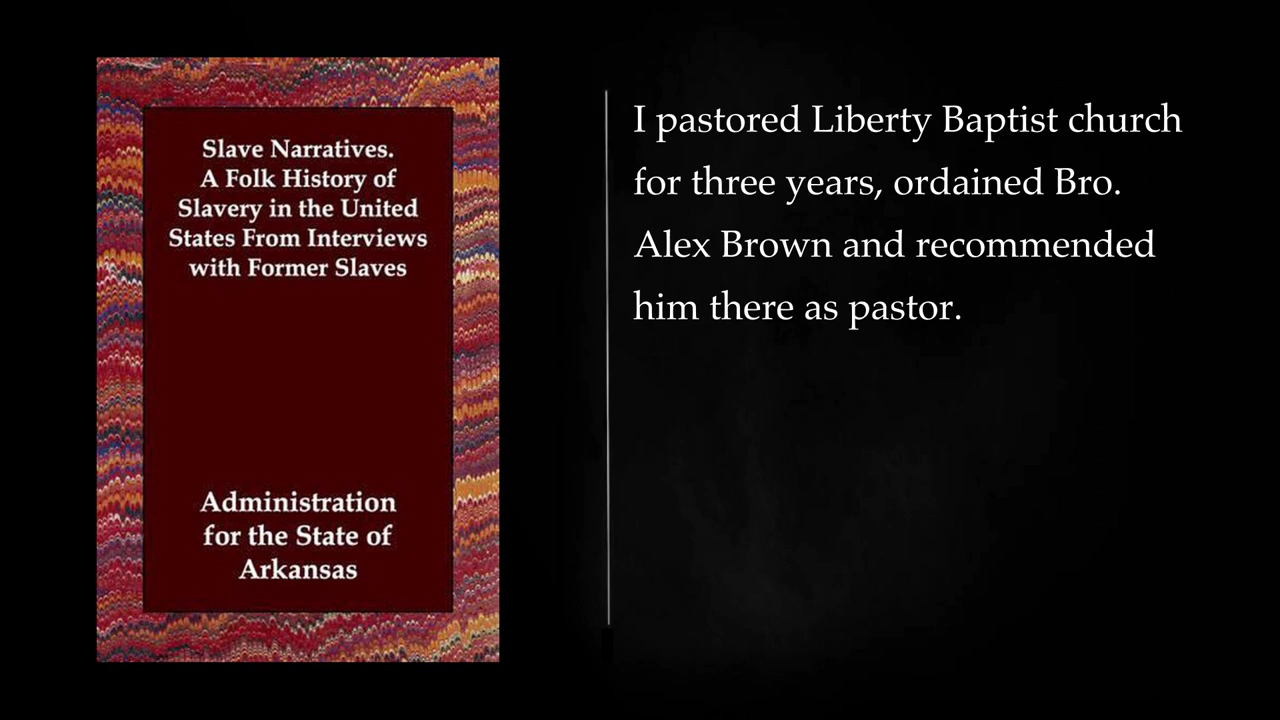 Slave Narratives.
A Folk History of
Slavery in the United
States From Interviews
with Former Slaves
Administration
for the State of
Arkansas
I pastored Liberty Baptist church
for three years, ordained Bro.
Alex Brown and recommended
him there as pastor.